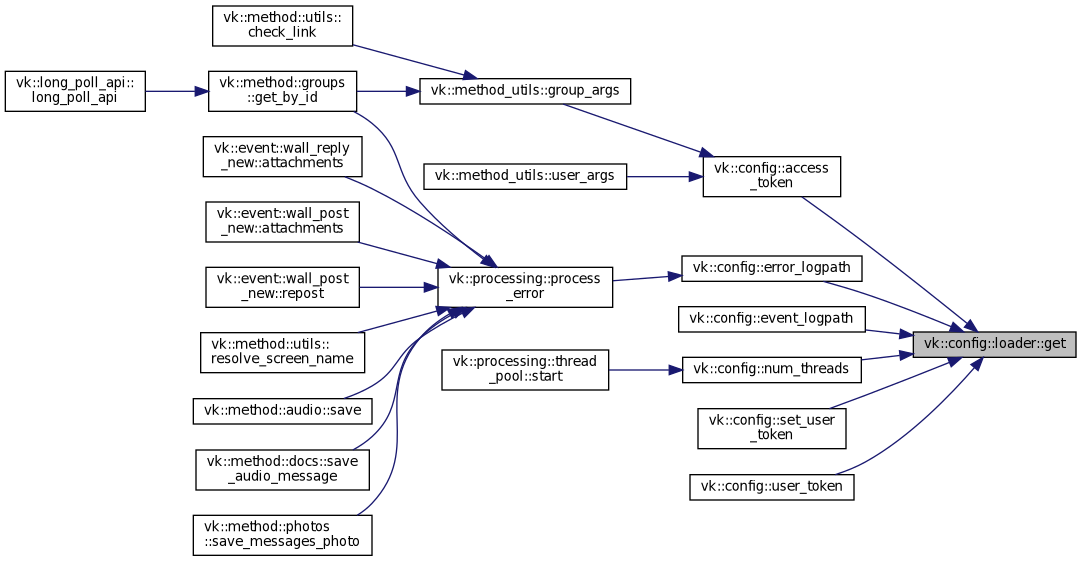 vk::method::utils::
check_link
vk::long_poll_api::
long_poll_api
vk::method::groups
::get_by_id
vk::method_utils::group_args
vk::event::wall_reply
_new::attachments
vk::method_utils::user_args
vk::config::access
_token
vk::event::wall_post
_new::attachments
vk::event::wall_post
_new::repost
vk::processing::process
_error
vk::config::error_logpath
vk::config::event_logpath
vk::config::loader::get
vk::method::utils::
resolve_screen_name
vk::processing::thread
_pool::start
vk::config::num_threads
vk::method::audio::save
vk::config::set_user
_token
vk::method::docs::save
_audio_message
vk::config::user_token
vk::method::photos
::save_messages_photo